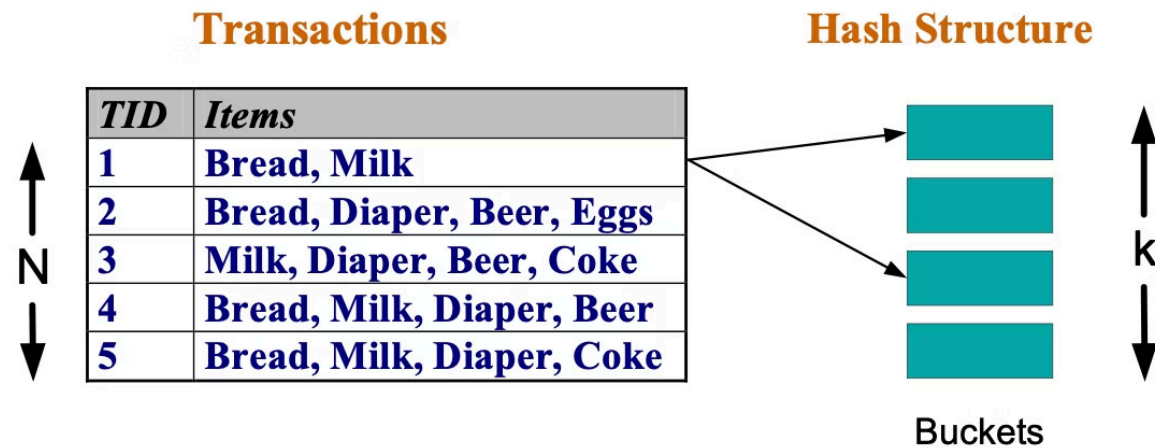 Transactions
Hash Structure
TID Items
1 Bread, Milk
2 Bread, Diaper, Beer, Eggs
3 Milk, Diaper, Beer, Coke
4 Bread, Milk, Diaper, Beer
5 Bread, Milk, Diaper, Coke
N
k
Buckets